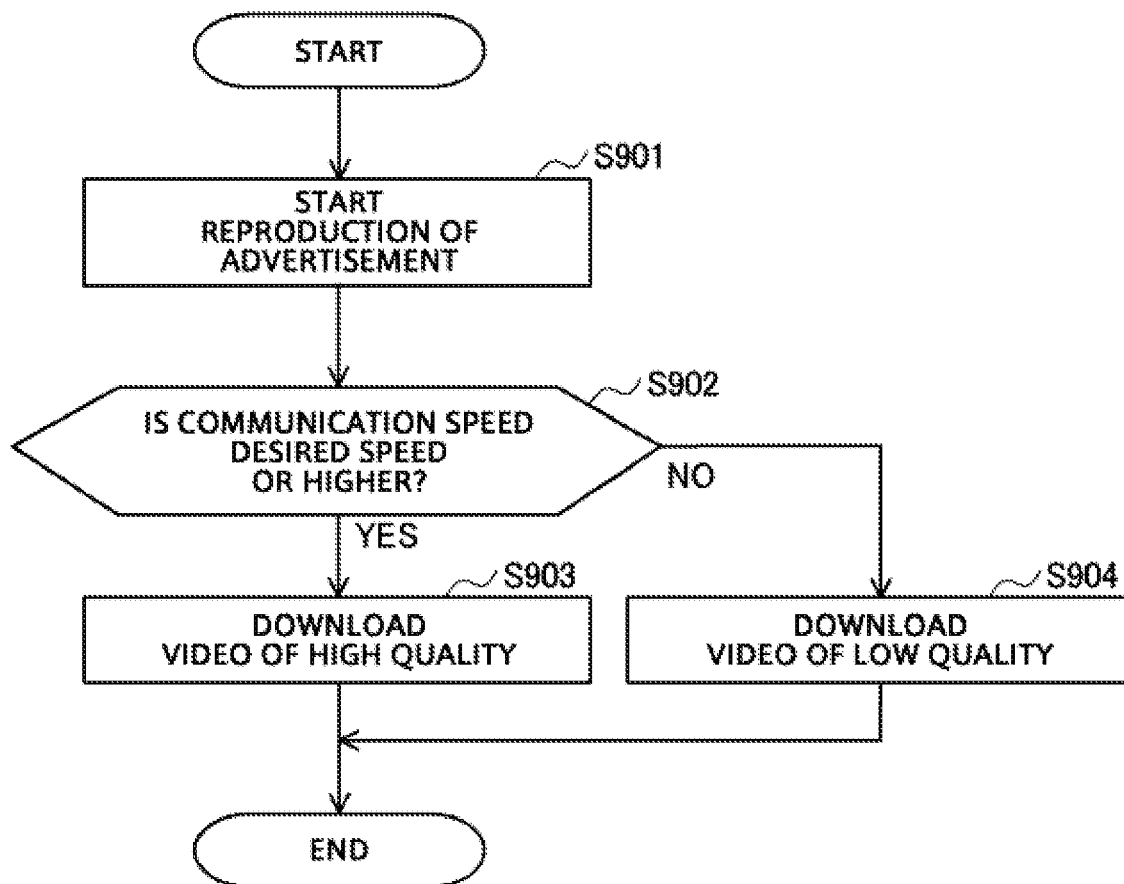 START
S901
START
REPRODUCTION OF
ADVERTISEMENT
S902
IS COMMUNICATION SPEED
DESIRED SPEED
OR HIGHER?
NO
YES
S903
DOWNLOAD
VIDEO OF HIGH QUALITY
S904
DOWNLOAD
VIDEO OF LOW QUALITY
END